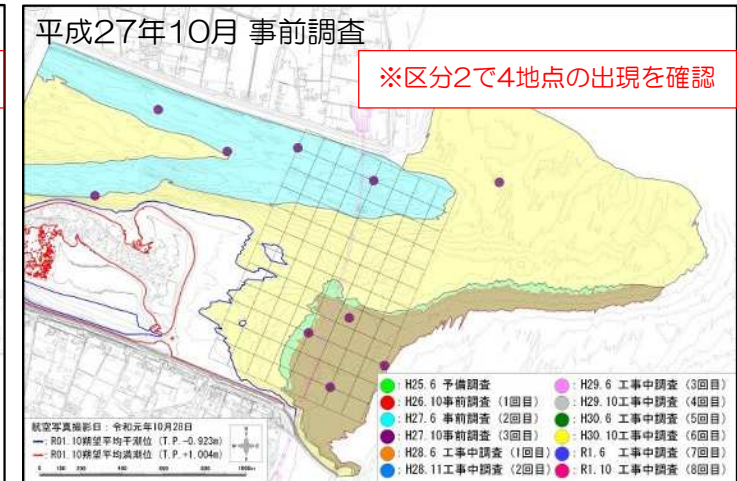 平成27年10月 事前調査
※区分2で4地点の出現を確認
: H25.6 予備調査
: H26.10事前調査 (1回目)
: H27.6 事前調査 (2回目)
: H27.10事前調査 (3回目)
: H28.6 工事中調査 (1回目)
: H28.11工事中調査 (2回目)
: H29.6 工事中調査 (3回目)
: H29.10工事中調査 (4回目)
: H30.6 工事中調査 (5回目)
: H30.10工事中調査 (6回目)
: R1.6 工事中調査 (7回目)
: R1.10 工事中調査 (8回目)
航空写真撮影日:令和元年10月28日
: R01.10期望平均干潮位 (T.P.-0.923m)
: R01.10期望平均満潮位 (T.P.+1.004m)
0 100 200 400 600 800 1000m